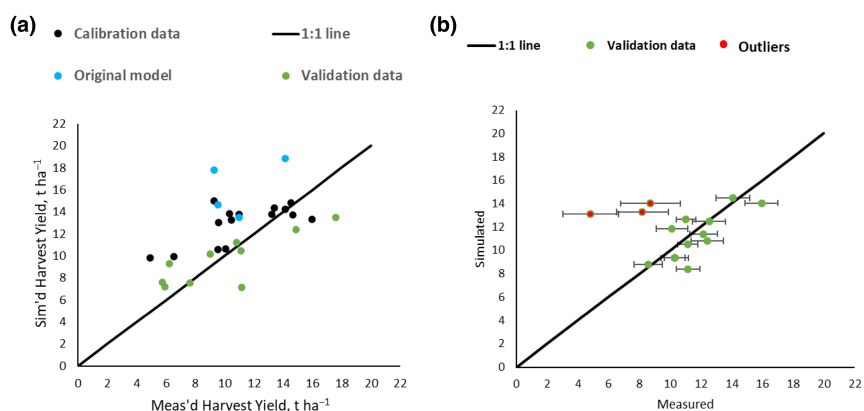 (a)
Calibration data
1:1 line
Original model
Validation data
22
20
18
16
14
12
10
8
6
4
2
0
Sim'd Harvest Yield, t ha⁻¹
0 2 4 6 8 10 12 14 16 18 20 22
Meas'd Harvest Yield, t ha⁻¹
(b)
1:1 line
Validation data
Outliers
22
20
18
16
14
12
10
8
6
4
2
0
Simulated
0 2 4 6 8 10 12 14 16 18 20 22
Measured